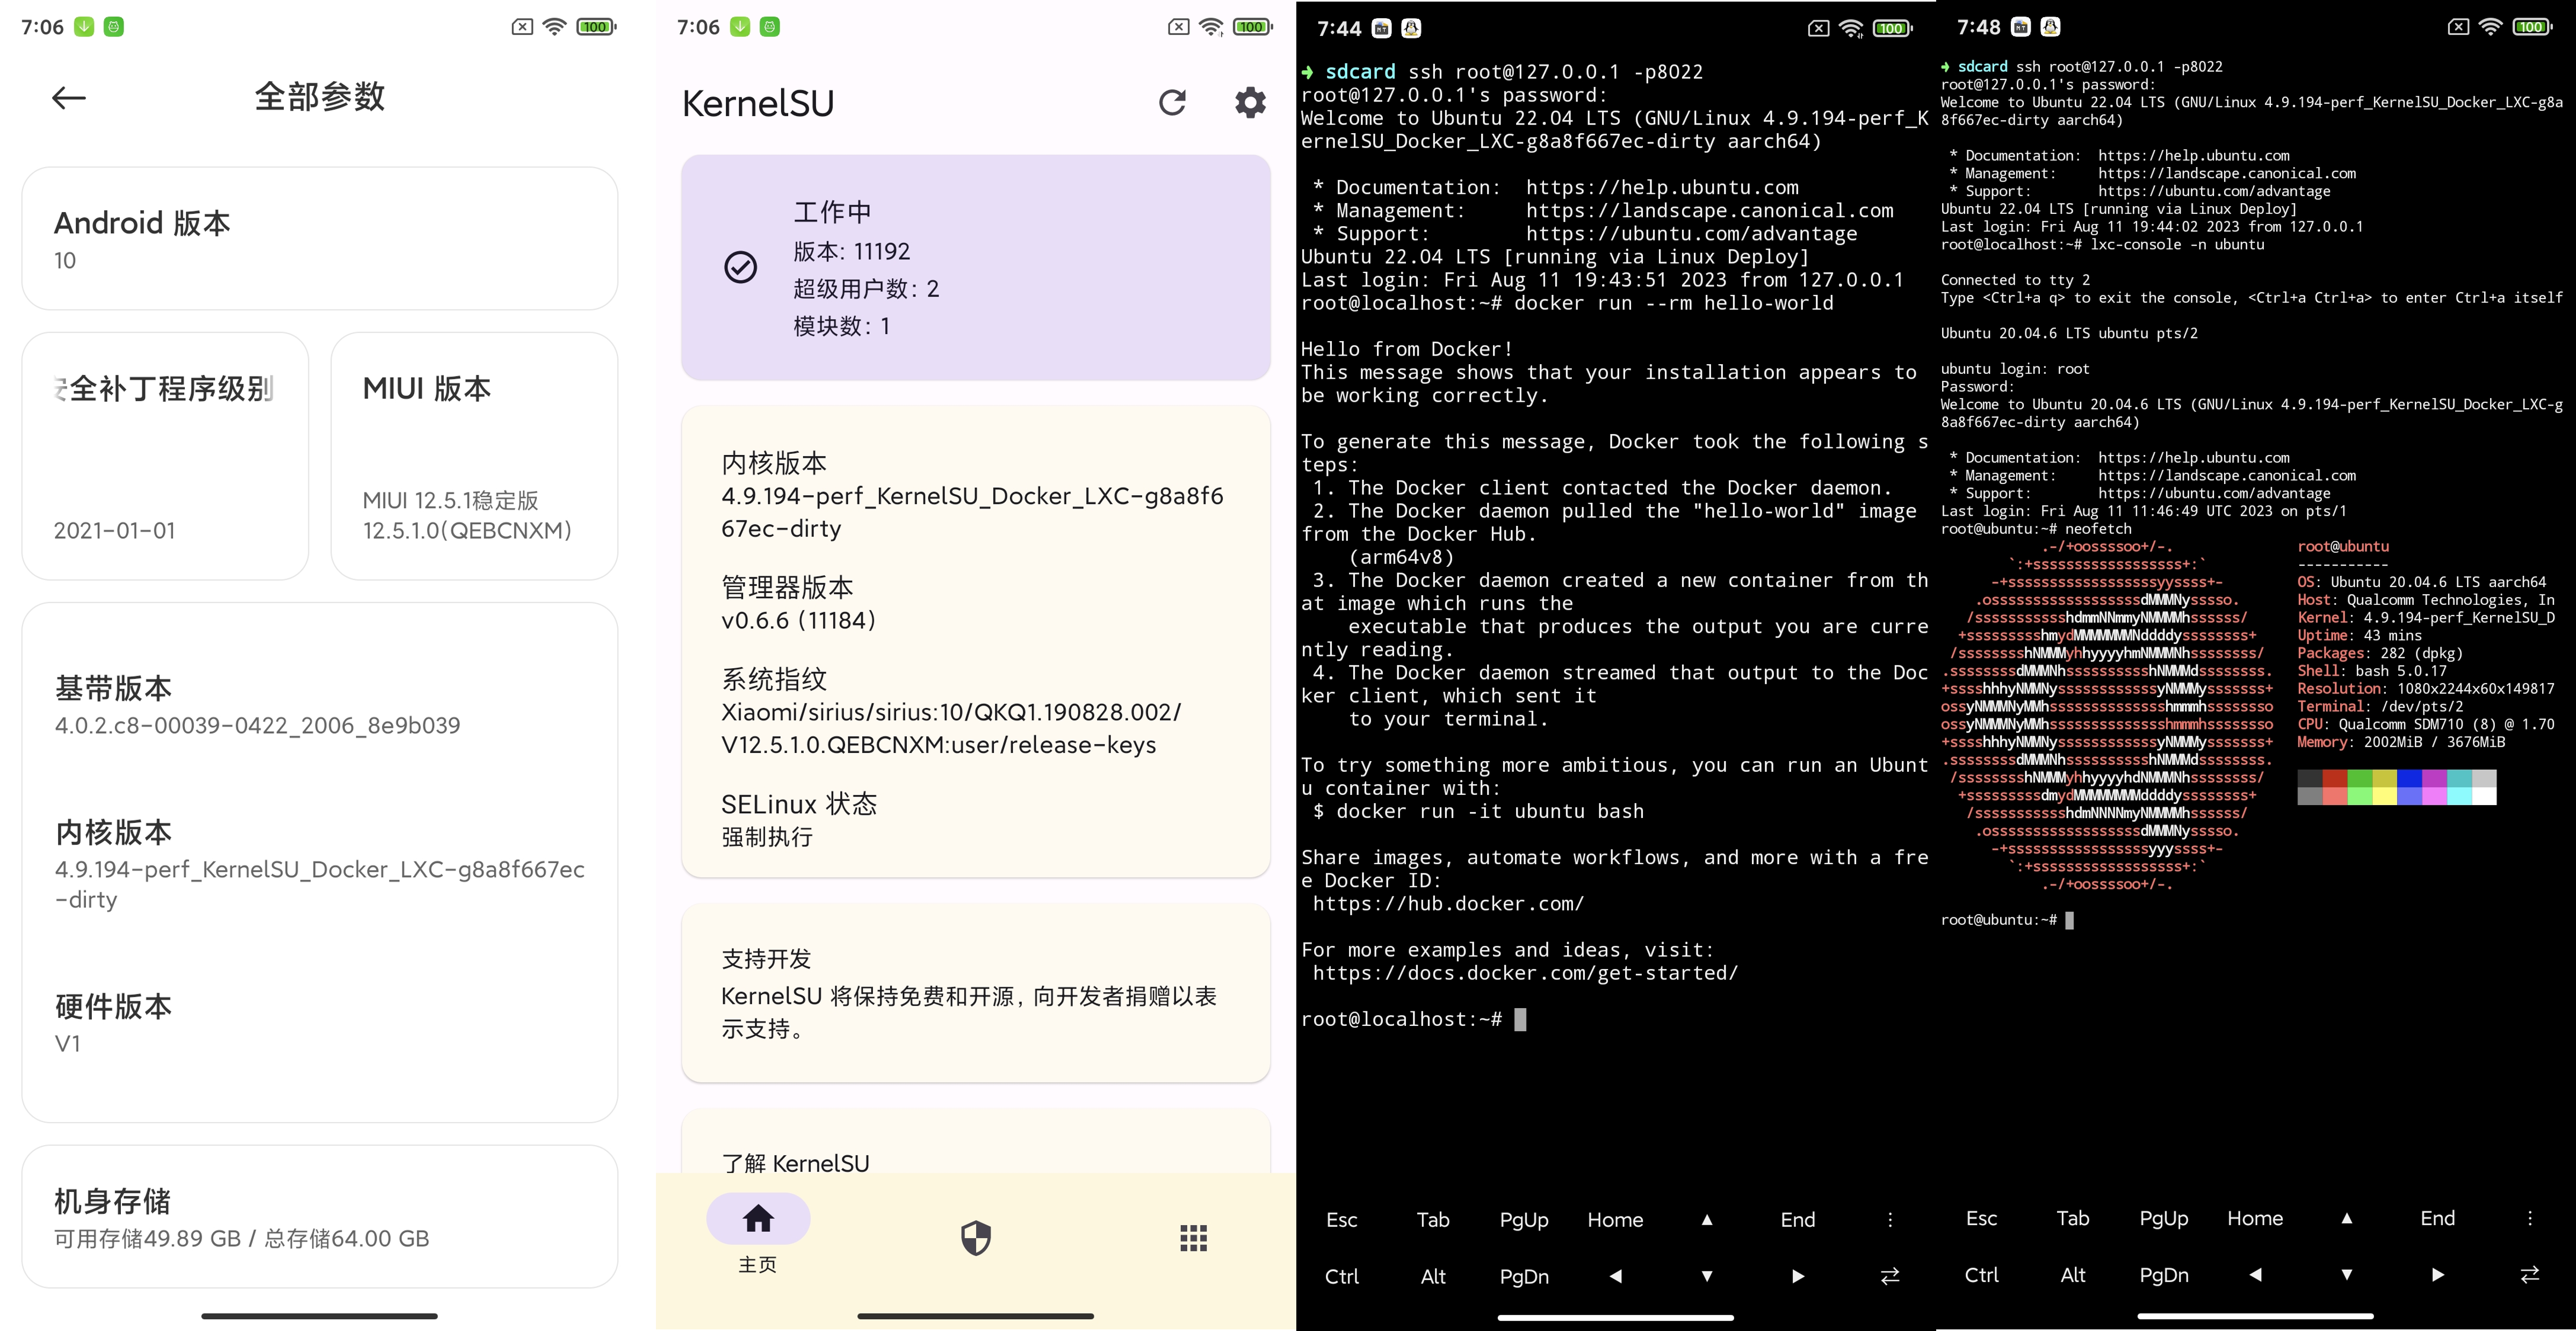 7:06
100
全部参数
Android 版本
10
全补丁程序级别
2021-01-01
MIUI 版本
MIUI 12.5.1稳定版
12.5.1.0(QEBCNXM)
基带版本
4.0.2.c8-00039-0422_2006_8e9b039
内核版本
4.9.194-perf_KernelSU_Docker_LXC-g8a8f667ec
-dirty
硬件版本
V1
机身存储
可用存储49.89 GB / 总存储64.00 GB
7:06
100
KernelSU
工作中
版本: 11192
超级用户数: 2
模块数: 1
内核版本
4.9.194-perf_KernelSU_Docker_LXC-g8a8f6
67ec-dirty
管理器版本
v0.6.6 (11184)
系统指纹
Xiaomi/sirius/sirius:10/QKQ1.190828.002/
V12.5.1.0.QEBCNXM:user/release-keys
SELinux 状态
强制执行
支持开发
KernelSU 将保持免费和开源，向开发者捐赠以表
示支持。
了解 KernelSU
主页
7:44
100
➜ sdcard ssh root@127.0.0.1 -p8022
root@127.0.0.1's password:
Welcome to Ubuntu 22.04 LTS (GNU/Linux 4.9.194-perf_K
ernelSU_Docker_LXC-g8a8f667ec-dirty aarch64)
* Documentation: https://help.ubuntu.com
* Management: https://landscape.canonical.com
* Support: https://ubuntu.com/advantage
Ubuntu 22.04 LTS [running via Linux Deploy]
Last login: Fri Aug 11 19:43:51 2023 from 127.0.0.1
root@localhost:~# docker run --rm hello-world
Hello from Docker!
This message shows that your installation appears to
be working correctly.
To generate this message, Docker took the following s
teps:
1. The Docker client contacted the Docker daemon.
2. The Docker daemon pulled the "hello-world" image
from the Docker Hub.
(arm64v8)
3. The Docker daemon created a new container from th
at image which runs the
executable that produces the output you are curre
ntly reading.
4. The Docker daemon streamed that output to the Doc
ker client, which sent it
to your terminal.
To try something more ambitious, you can run an Ubunt
u container with:
$ docker run -it ubuntu bash
Share images, automate workflows, and more with a fre
e Docker ID:
https://hub.docker.com/
For more examples and ideas, visit:
https://docs.docker.com/get-started/
root@localhost:~#
Esc Tab PgUp Home ▲ End ⋮
Ctrl Alt PgDn ◀ ▼ ▶ ⇄
7:48
100
➜ sdcard ssh root@127.0.0.1 -p8022
root@127.0.0.1's password:
Welcome to Ubuntu 22.04 LTS (GNU/Linux 4.9.194-perf_KernelSU_Docker_LXC-g8a
8f667ec-dirty aarch64)
* Documentation: https://help.ubuntu.com
* Management: https://landscape.canonical.com
* Support: https://ubuntu.com/advantage
Ubuntu 22.04 LTS [running via Linux Deploy]
Last login: Fri Aug 11 19:44:02 2023 from 127.0.0.1
root@localhost:~# lxc-console -n ubuntu
Connected to tty 2
Type <Ctrl+a q> to exit the console, <Ctrl+a Ctrl+a> to enter Ctrl+a itself
Ubuntu 20.04.6 LTS ubuntu pts/2
ubuntu login: root
Password:
Welcome to Ubuntu 20.04.6 LTS (GNU/Linux 4.9.194-perf_KernelSU_Docker_LXC-g
8a8f667ec-dirty aarch64)
* Documentation: https://help.ubuntu.com
* Management: https://landscape.canonical.com
* Support: https://ubuntu.com/advantage
Last login: Fri Aug 11 11:46:49 UTC 2023 on pts/1
root@ubuntu:~# neofetch
root@ubuntu
-----------
OS: Ubuntu 20.04.6 LTS aarch64
Host: Qualcomm Technologies, In
Kernel: 4.9.194-perf_KernelSU_D
Uptime: 43 mins
Packages: 282 (dpkg)
Shell: bash 5.0.17
Resolution: 1080x2244x60x149817
Terminal: /dev/pts/2
CPU: Qualcomm SDM710 (8) @ 1.70
Memory: 2002MiB / 3676MiB
root@ubuntu:~#
Esc Tab PgUp Home ▲ End ⋮
Ctrl Alt PgDn ◀ ▼ ▶ ⇄